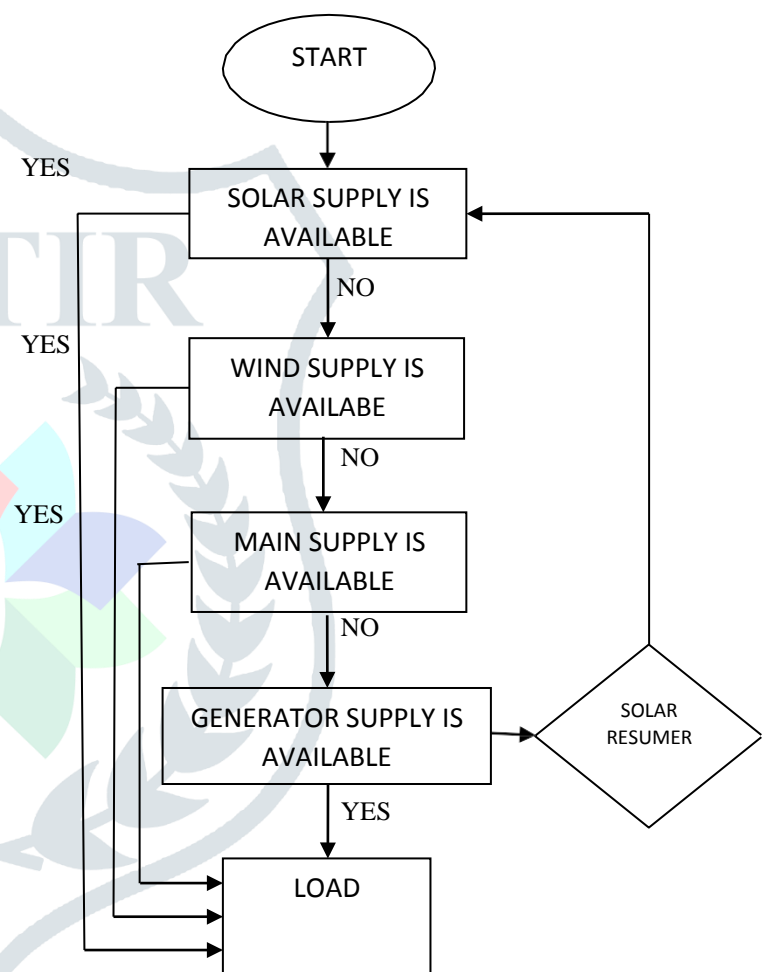 START
YES
SOLAR SUPPLY IS
AVAILABLE
NO
YES
WIND SUPPLY IS
AVAILABE
NO
YES
MAIN SUPPLY IS
AVAILABLE
NO
GENERATOR SUPPLY IS
AVAILABLE
SOLAR
RESUMER
YES
LOAD
TIR